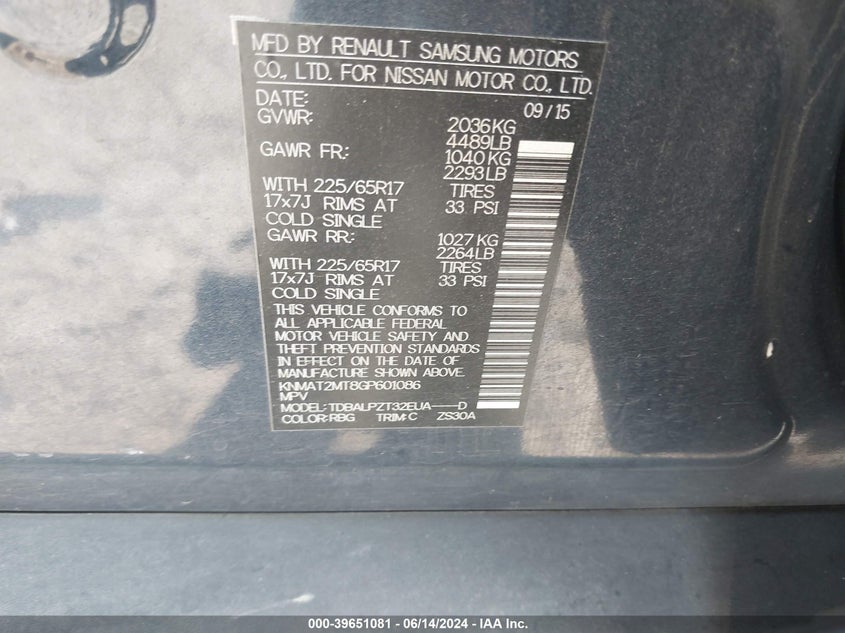 MFD BY RENAULT SAMSUNG MOTORS
CO., LTD. FOR NISSAN MOTOR CO., LTD.
DATE: 09/15
GVWR: 2036KG
4489LB
GAWR FR: 1040KG
2293LB
WITH 225/65R17 TIRES
17x7J RIMS AT 33 PSI
COLD SINGLE
GAWR RR: 1027KG
2264LB
WITH 225/65R17 TIRES
17x7J RIMS AT 33 PSI
COLD SINGLE
THIS VEHICLE CONFORMS TO
ALL APPLICABLE FEDERAL
MOTOR VEHICLE SAFETY AND
THEFT PREVENTION STANDARDS
IN EFFECT ON THE DATE OF
MANUFACTURE SHOWN ABOVE.
KNMAT2MT8GP601086
MPV
MODEL: TDBALPZT32EUA----D
COLOR: RBG TRIM: C ZS30A
000-39651081 - 06/14/2024 - IAA Inc.